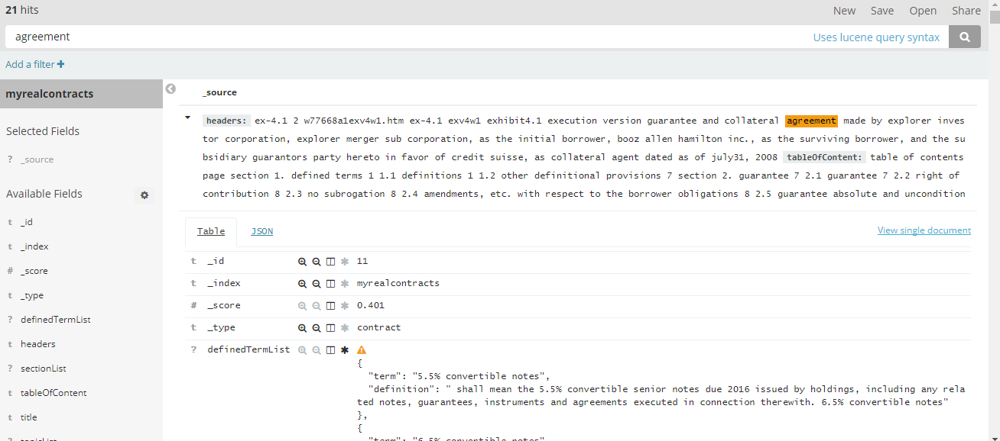 21 hits
New Save Open Share
agreement
Uses lucene query syntax
Add a filter +
myrealcontracts
Selected Fields
? _source
Available Fields
t _id
t _index
# _score
t _type
? definedTermList
t headers
? sectionList
t tableOfContent
t title
? topicList
_source
headers: ex-4.1 2 w77668a1exv4w1.htm ex-4.1 exv4w1 exhibit4.1 execution version guarantee and collateral agreement made by explorer inves
tor corporation, explorer merger sub corporation, as the initial borrower, booz allen hamilton inc., as the surviving borrower, and the su
bsidiary guarantors party hereto in favor of credit suisse, as collateral agent dated as of july31, 2008 tableOfContent: table of contents
page section 1. defined terms 1 1.1 definitions 1 1.2 other definitional provisions 7 section 2. guarantee 7 2.1 guarantee 7 2.2 right of
contribution 8 2.3 no subrogation 8 2.4 amendments, etc. with respect to the borrower obligations 8 2.5 guarantee absolute and uncondition
Table JSON
View single document
t _id 11
t _index myrealcontracts
# _score 0.401
t _type contract
? definedTermList
{
"term": "5.5% convertible notes",
"definition": " shall mean the 5.5% convertible senior notes due 2016 issued by holdings, including any rela
ted notes, guarantees, instruments and agreements executed in connection therewith. 6.5% convertible notes"
},
{
"term": "6.5% convertible notes",